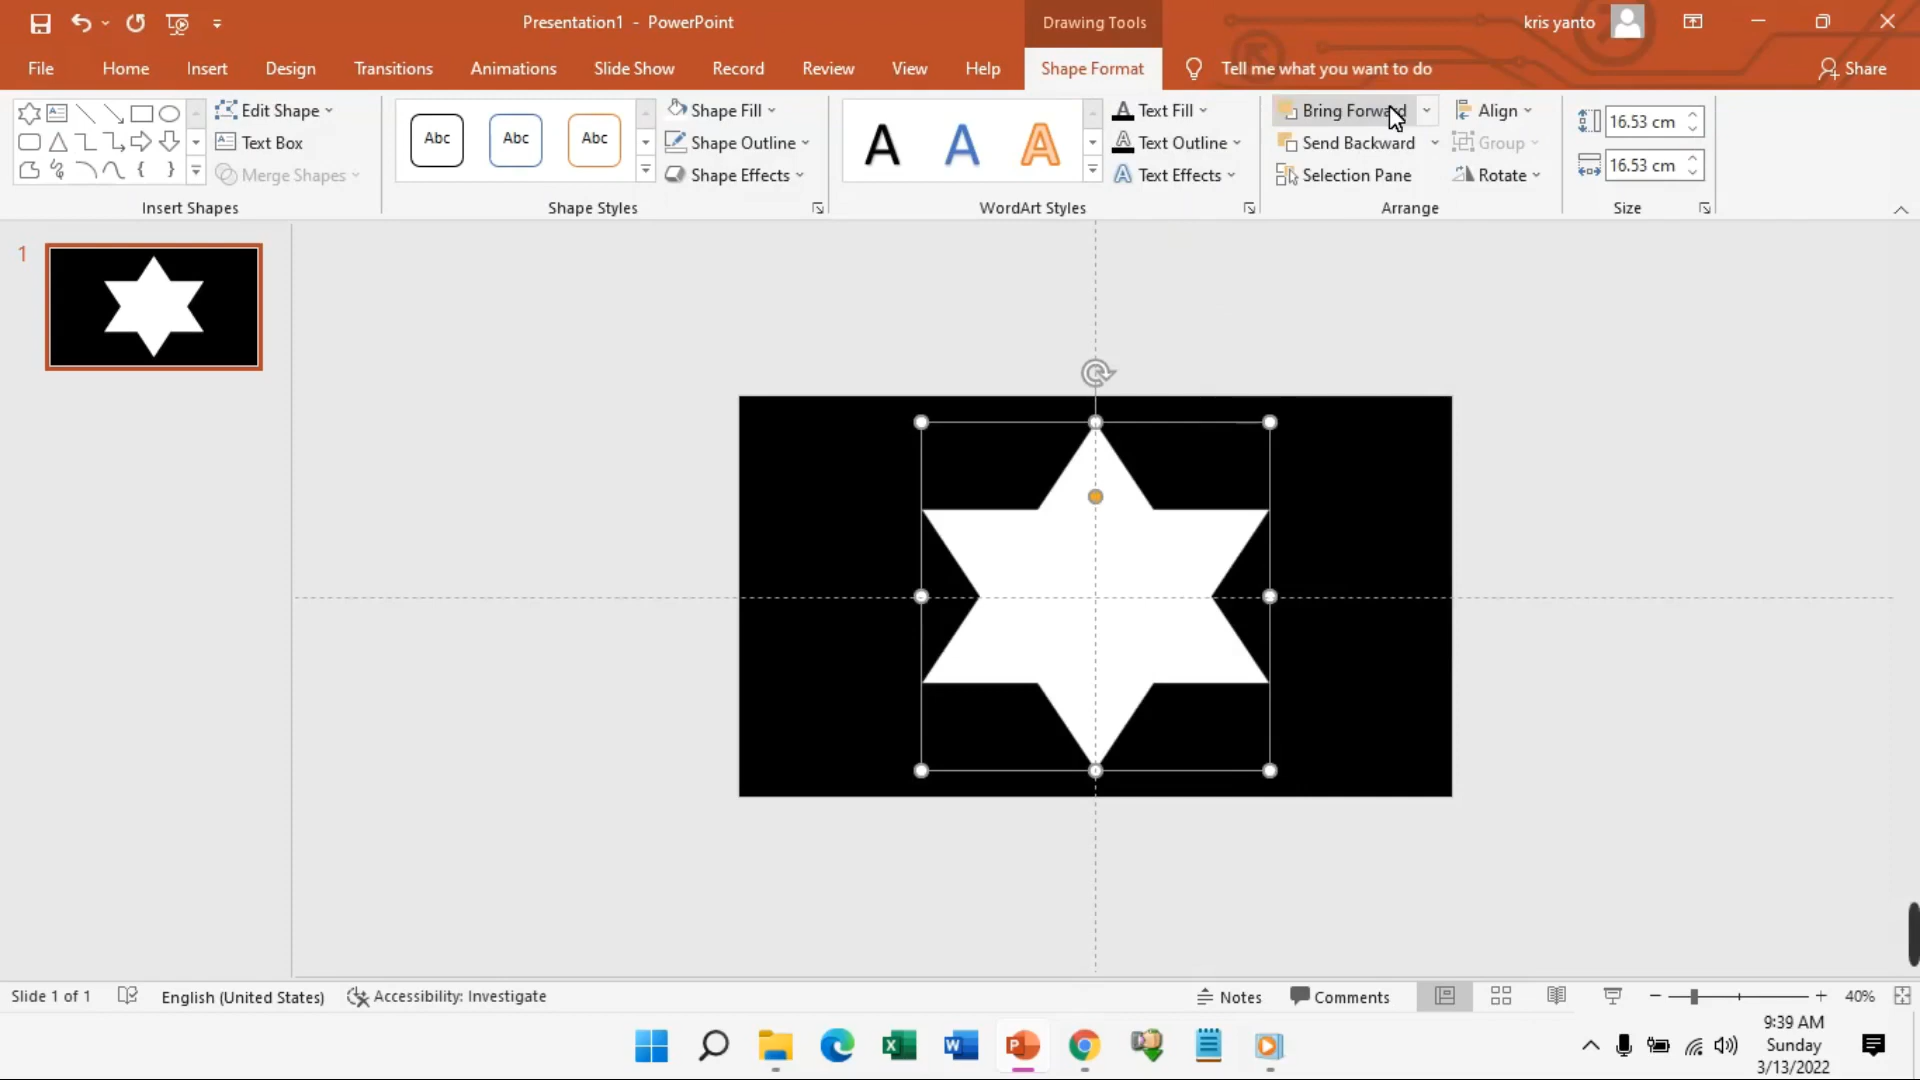 Presentation1 - PowerPoint
Drawing Tools
kris yanto
File Home Insert Design Transitions Animations Slide Show Record Review View Help Shape Format Tell me what you want to do Share
Edit Shape Text Box Merge Shapes
Insert Shapes
Abc Abc Abc
Shape Fill Shape Outline Shape Effects
Shape Styles
A A A
Text Fill Text Outline Text Effects
WordArt Styles
Bring Forward Send Backward Selection Pane
Align Group Rotate
Arrange
16.53 cm
16.53 cm
Size
1
Slide 1 of 1 English (United States) Accessibility: Investigate Notes Comments 40%
9:39 AM
Sunday
3/13/2022